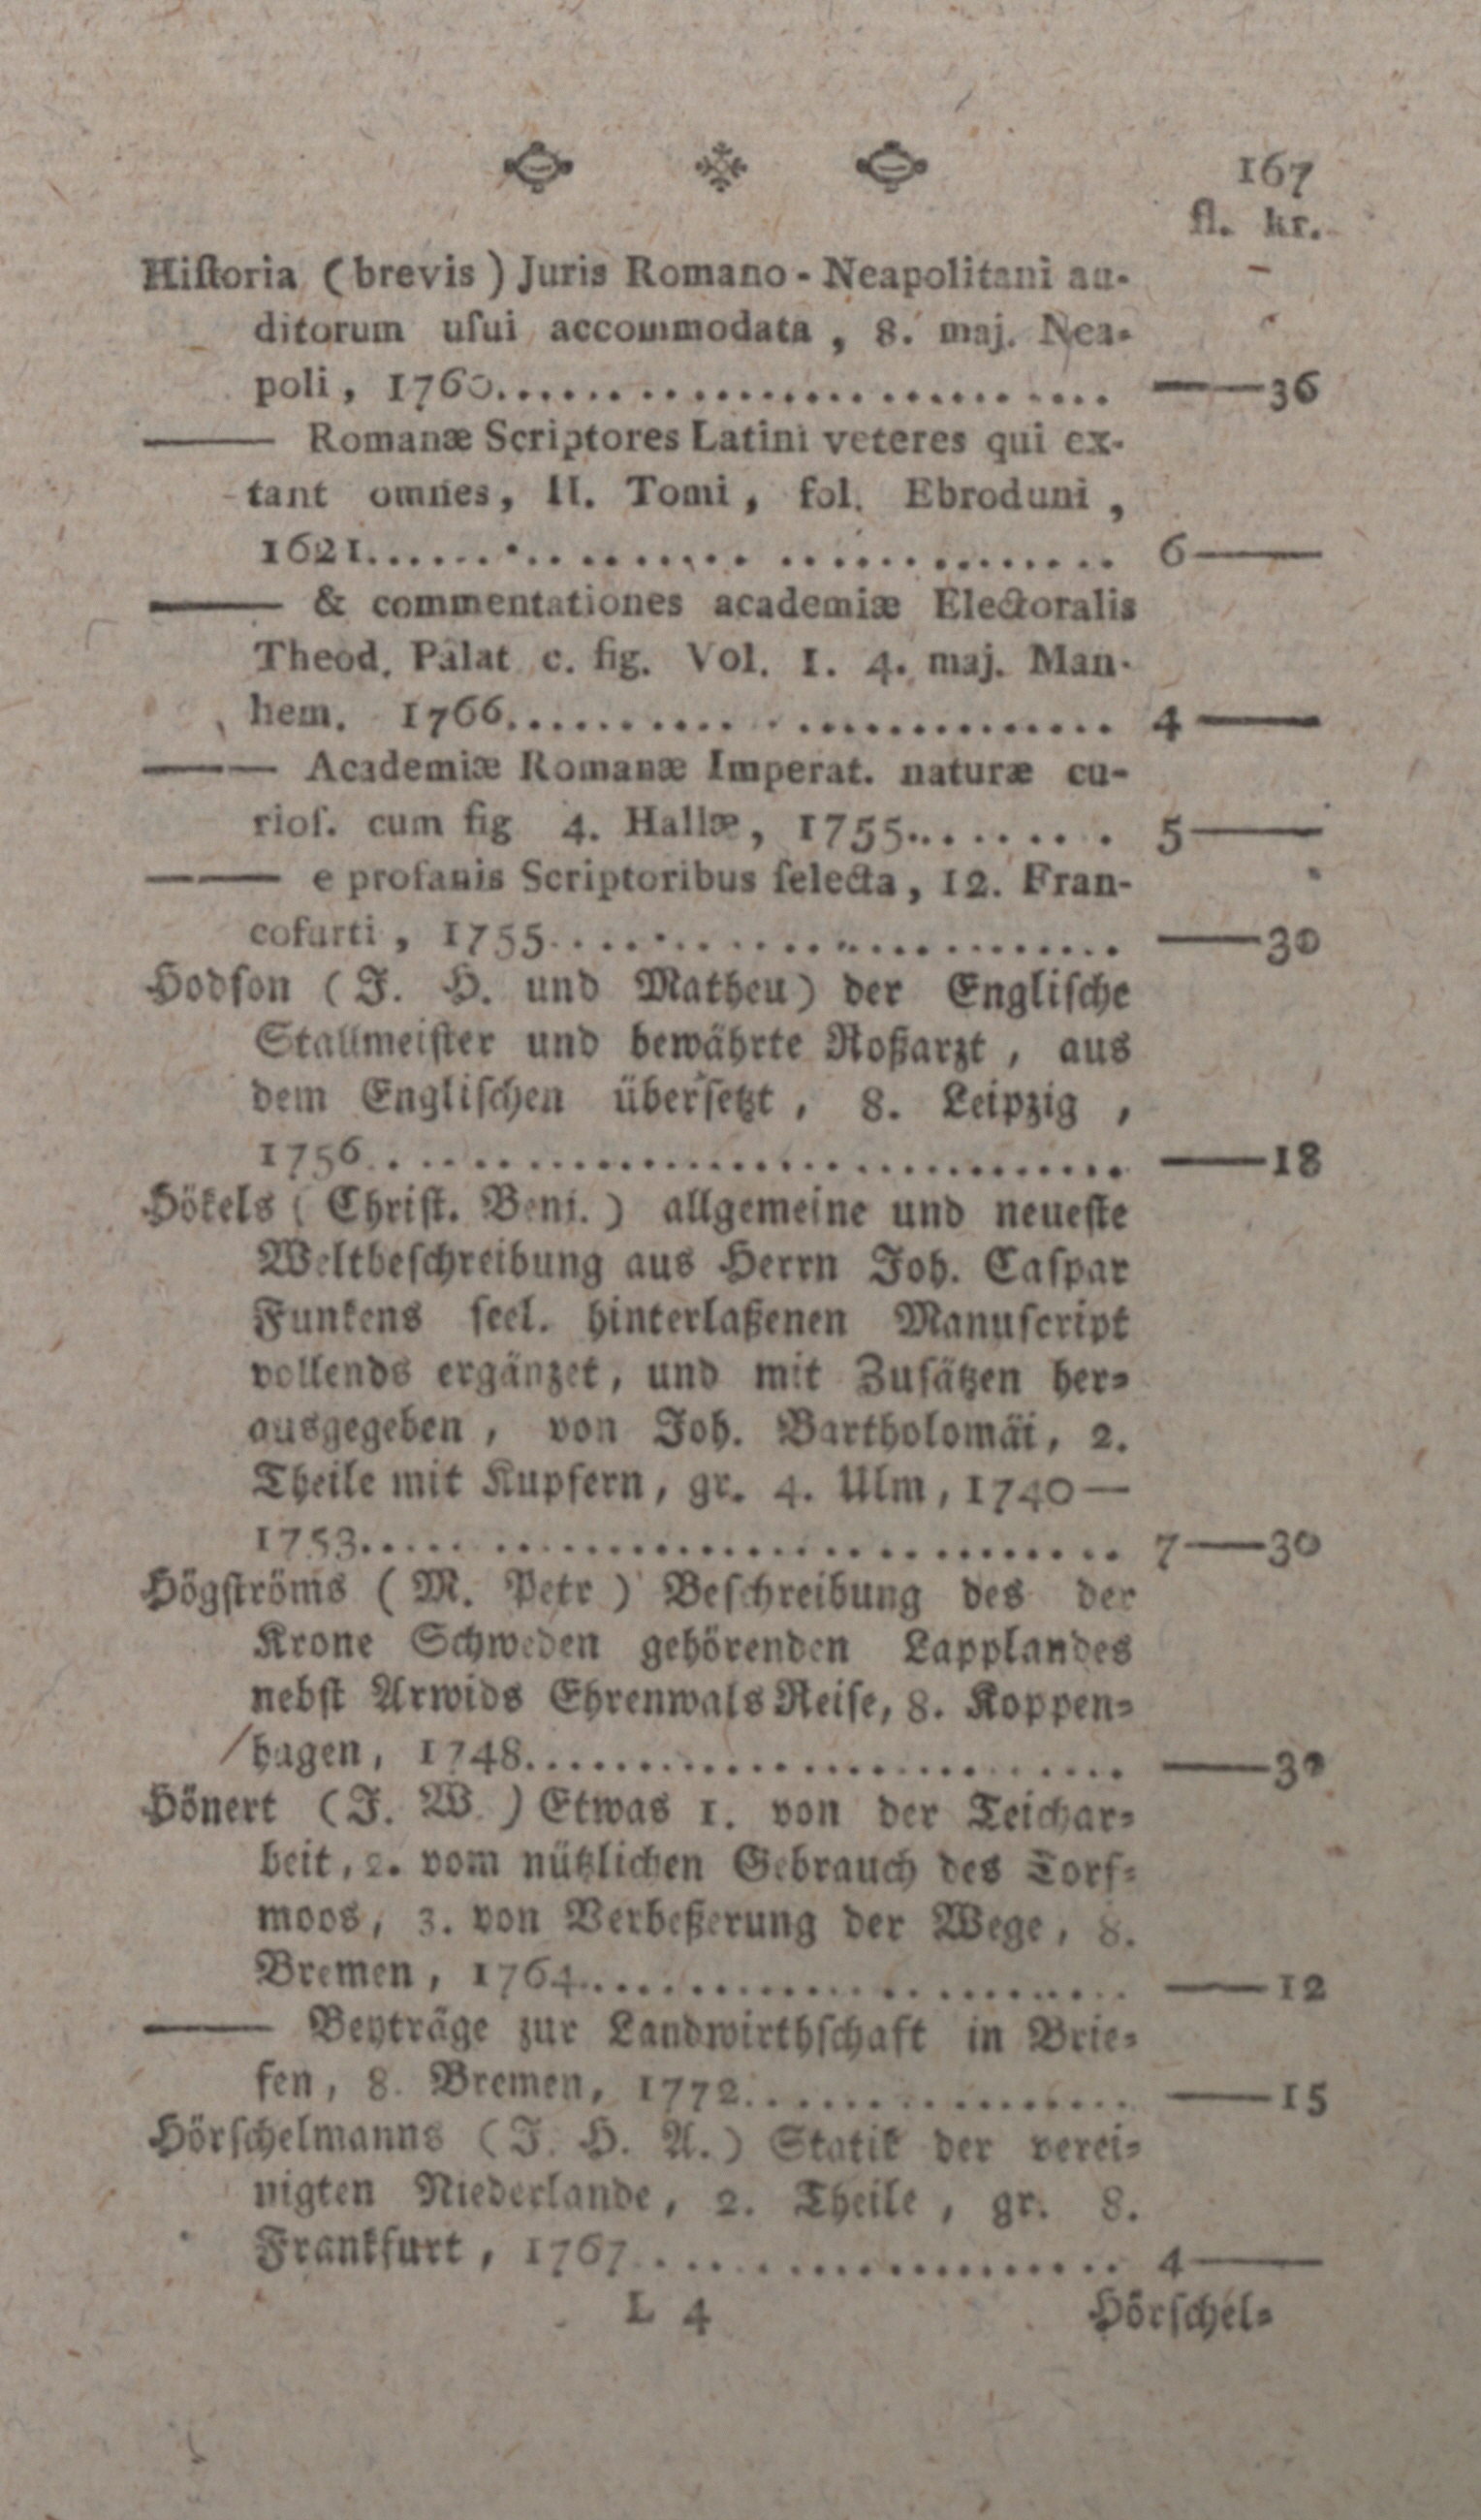 167
fl. kr.
Hiſtoria (brevis) Juris Romano-Neapolitani au-
ditorum uſui accommodata, 8. maj. Nea-
poli, 1760.............................. ——36
—— Romanæ Scriptores Latini veteres qui ex-
tant omnes, II. Tomi, fol. Ebroduni,
1621.................................... 6——
—— & commentationes academiæ Electoralis
Theod. Palat c. fig. Vol. I. 4. maj. Man-
hem. 1766.............................. 4——
—— Academiæ Romanæ Imperat. naturæ cu-
rioſ. cum fig 4. Hallæ, 1755......... 5——
—— e profanis Scriptoribus ſelecta, 12. Fran-
cofurti, 1755.......................... ——30
Hodſon (J. H. und Matheu) der Engliſche
Stallmeiſter und bewährte Roßarzt, aus
dem Engliſchen überſetzt, 8. Leipzig,
1756.................................... ——18
Hökels (Chriſt. Benj.) allgemeine und neueſte
Weltbeſchreibung aus Herrn Joh. Caſpar
Funkens ſeel. hinterlaßenen Manuſcript
vollends ergänzet, und mit Zuſätzen her-
ausgegeben, von Joh. Bartholomäi, 2.
Theile mit Kupfern, gr. 4. Ulm, 1740—
1753.................................... 7——30
Högſtröms (M. Petr) Beſchreibung des der
Krone Schweden gehörenden Lapplandes
nebſt Arwids Ehrenwals Reiſe, 8. Koppen-
hagen, 1748............................ ——30
Hönert (J. W.) Etwas 1. von der Teichar-
beit, 2. vom nützlichen Gebrauch des Torf-
moos, 3. von Verbeßerung der Wege, 8.
Bremen, 1764.......................... ——12
—— Beyträge zur Landwirthſchaft in Brie-
fen, 8. Bremen, 1772.................. ——15
Hörſchelmanns (J. H. A.) Statik der verei-
nigten Niederlande, 2. Theile, gr. 8.
Frankfurt, 1767........................ 4——
L 4
Hörſchel-